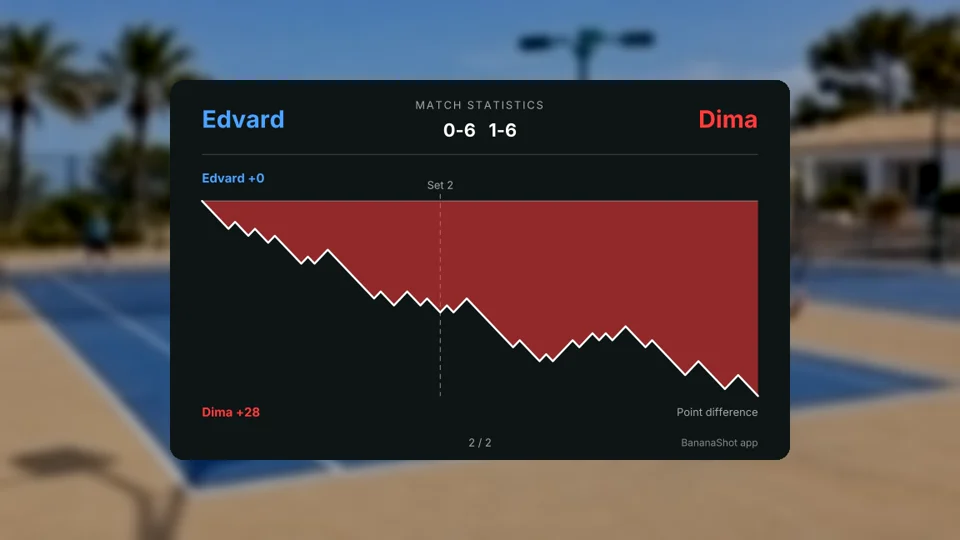 MATCH STATISTICS
Edvard
0-6 1-6
Dima
Edvard +0
Set 2
Dima +28
Point difference
2 / 2
BananaShot app